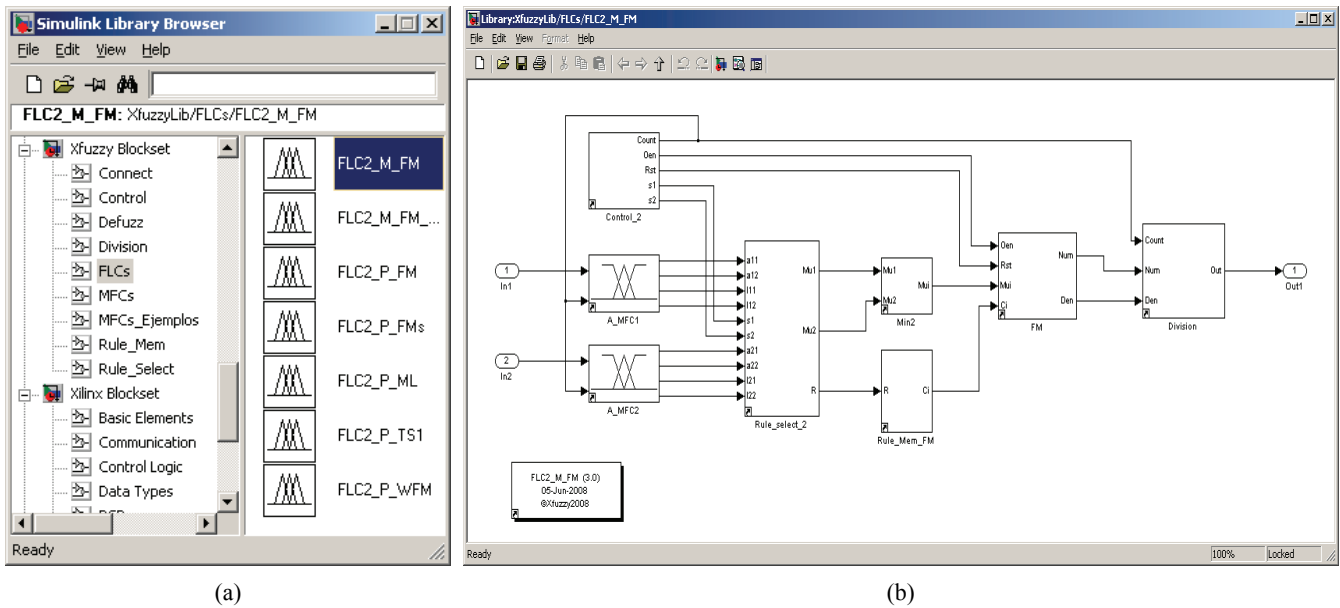 Simulink Library Browser
File Edit View Help
FLC2_M_FM: XfuzzyLib/FLCs/FLC2_M_FM
Xfuzzy Blockset
Connect
Control
Defuzz
Division
FLCs
MFCs
MFCs_Ejemplos
Rule_Mem
Rule_Select
Xilinx Blockset
Basic Elements
Communication
Control Logic
Data Types
FLC2_M_FM
FLC2_M_FM_...
FLC2_P_FM
FLC2_P_FMs
FLC2_P_ML
FLC2_P_TS1
FLC2_P_WFM
Ready
(a)
Library:XfuzzyLib/FLCs/FLC2_M_FM
File Edit View Format Help
Count
Oen
Rst
s1
s2
Control_2
1
In1
A_MFC1
2
In2
A_MFC2
a11
a12
l11
l12
s1
s2
a21
a22
l21
l22
Mu1
Mu2
R
Rule_select_2
Mu1
Mu2
Mui
Min2
R
Ci
Rule_Mem_FM
Oen
Rst
Mui
Ci
Num
Den
FM
Count
Num
Den
Out
Division
1
Out1
FLC2_M_FM (3.0)
05-Jun-2008
@Xfuzzy2008
Ready
100%
Locked
(b)